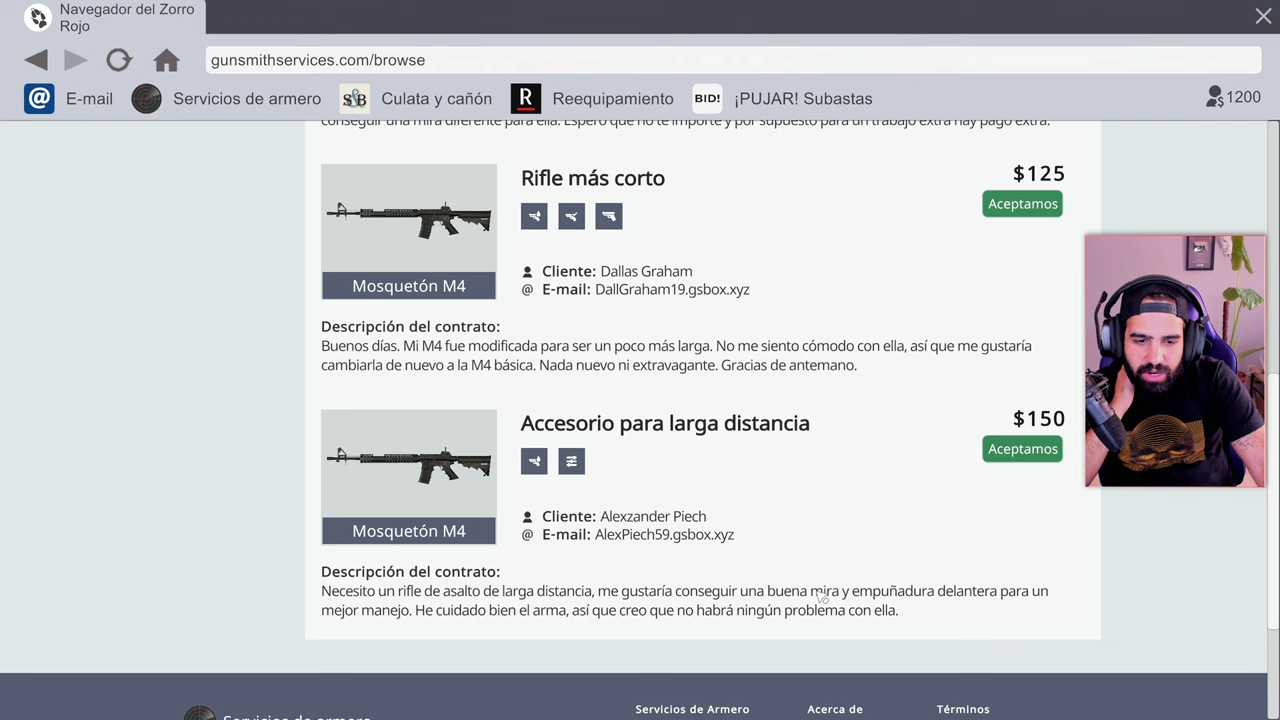 Navegador del Zorro
Rojo
gunsmithservices.com/browse
@ E-mail
Servicios de armero
S&B Culata y cañón
R Reequipamiento
BID! ¡PUJAR! Subastas
1200
conseguir una mira diferente para ella. Espero que no te importe y por supuesto para un trabajo extra hay pago extra.
Rifle más corto
$125
Aceptamos
Cliente: Dallas Graham
@ E-mail: DallGraham19.gsbox.xyz
Mosquetón M4
Descripción del contrato:
Buenos días. Mi M4 fue modificada para ser un poco más larga. No me siento cómodo con ella, así que me gustaría
cambiarla de nuevo a la M4 básica. Nada nuevo ni extravagante. Gracias de antemano.
Accesorio para larga distancia
$150
Aceptamos
Cliente: Alexzander Piech
@ E-mail: AlexPiech59.gsbox.xyz
Mosquetón M4
Descripción del contrato:
Necesito un rifle de asalto de larga distancia, me gustaría conseguir una buena mira y empuñadura delantera para un
mejor manejo. He cuidado bien el arma, así que creo que no habrá ningún problema con ella.
Servicios de armero
Servicios de Armero
Acerca de
Términos